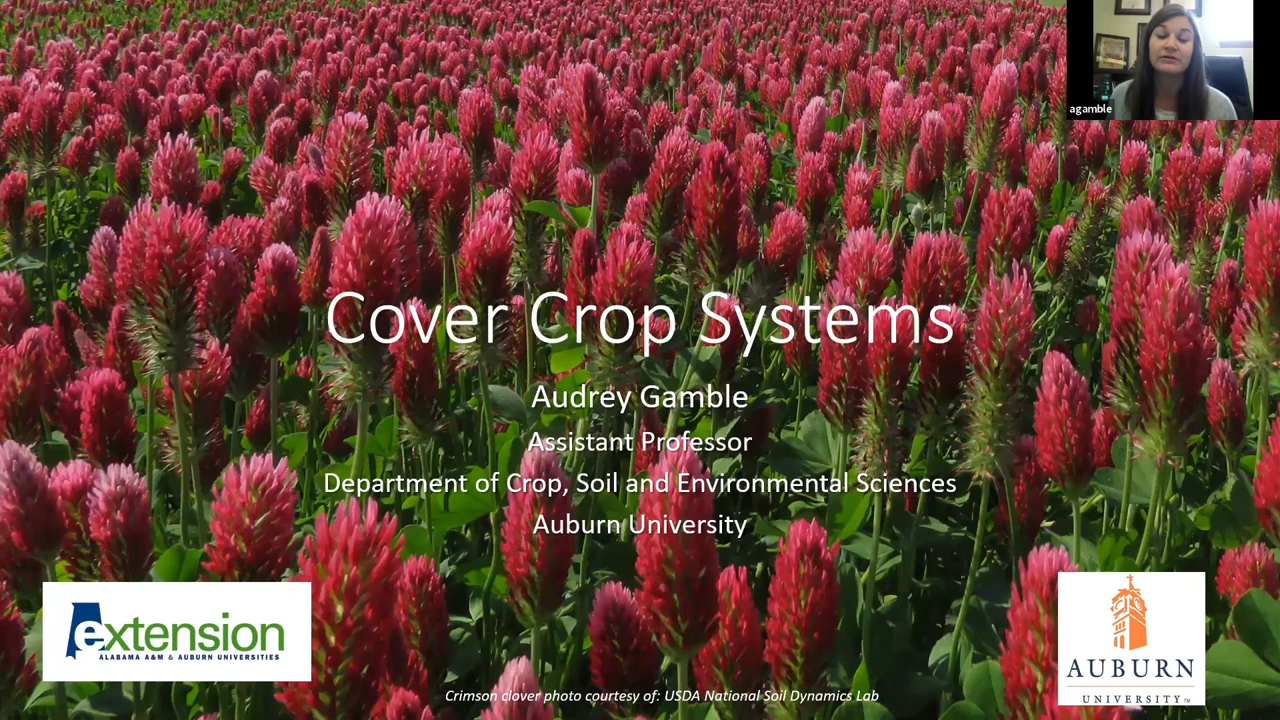 agamble
Cover Crop Systems
Audrey Gamble
Assistant Professor
Department of Crop, Soil and Environmental Sciences
Auburn University
extension
ALABAMA A&M & AUBURN UNIVERSITIES
AUBURN
UNIVERSITY™
Crimson clover photo courtesy of: USDA National Soil Dynamics Lab